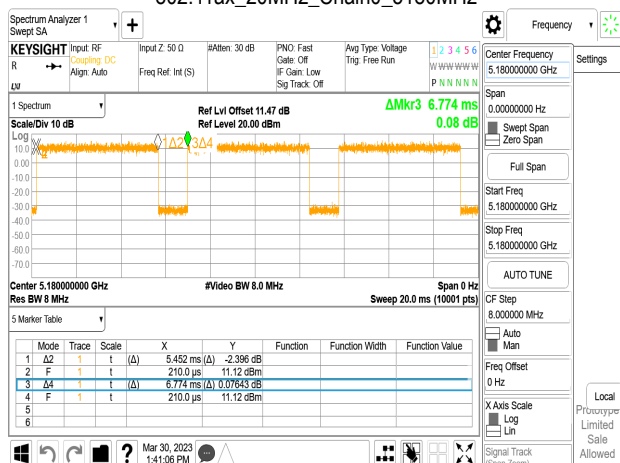 802.11ax_20MHz_Chain0_5180MHz
Spectrum Analyzer 1
Swept SA
Frequency
KEYSIGHT
R
Input: RF
Coupling: DC
Align: Auto
Input Z: 50 Ω
Freq Ref: Int (S)
#Atten: 30 dB
PNO: Fast
Gate: Off
IF Gain: Low
Sig Track: Off
Avg Type: Voltage
Trig: Free Run
1 2 3 4 5 6
W W W W W W
P N N N N N
1 Spectrum
Scale/Div 10 dB
Ref Lvl Offset 11.47 dB
Ref Level 20.00 dBm
ΔMkr3 6.774 ms
0.08 dB
Log
10.0
0.00
-10.0
-20.0
-30.0
-40.0
-50.0
-60.0
-70.0
1Δ2
3Δ4
Center 5.180000000 GHz
Res BW 8 MHz
#Video BW 8.0 MHz
Span 0 Hz
Sweep 20.0 ms (10001 pts)
5 Marker Table
Mode Trace Scale X Y Function Function Width Function Value
1 Δ2 1 t (Δ) 5.452 ms (Δ) -2.396 dB
2 F 1 t 210.0 µs 11.12 dBm
3 Δ4 1 t (Δ) 6.774 ms (Δ) 0.07643 dB
4 F 1 t 210.0 µs 11.12 dBm
5
6
Mar 30, 2023
1:41:06 PM
Center Frequency
5.180000000 GHz
Settings
Span
0.00000000 Hz
Swept Span
Zero Span
Full Span
Start Freq
5.180000000 GHz
Stop Freq
5.180000000 GHz
AUTO TUNE
CF Step
8.000000 MHz
Auto
Man
Freq Offset
0 Hz
X Axis Scale
Log
Lin
Signal Track
(Span Zoom)
Local
Prototype
Limited
Sale
Allowed